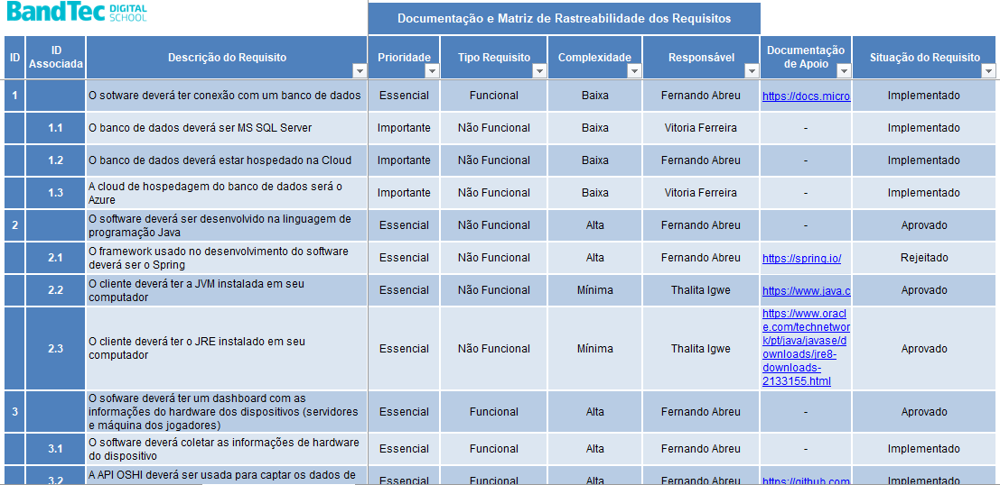 BandTec DIGITAL SCHOOL
Documentação e Matriz de Rastreabilidade dos Requisitos
ID
ID Associada
Descrição do Requisito
Prioridade
Tipo Requisito
Complexidade
Responsável
Documentação de Apoio
Situação do Requisito
1
O sotware deverá ter conexão com um banco de dados
Essencial
Funcional
Baixa
Fernando Abreu
https://docs.micro
Implementado
1.1
O banco de dados deverá ser MS SQL Server
Importante
Não Funcional
Baixa
Vitoria Ferreira
-
Implementado
1.2
O banco de dados deverá estar hospedado na Cloud
Importante
Não Funcional
Baixa
Fernando Abreu
-
Implementado
1.3
A cloud de hospedagem do banco de dados será o
Azure
Importante
Não Funcional
Baixa
Vitoria Ferreira
-
Implementado
2
O software deverá ser desenvolvido na linguagem de
programação Java
Essencial
Não Funcional
Alta
Fernando Abreu
-
Aprovado
2.1
O framework usado no desenvolvimento do software
deverá ser o Spring
Essencial
Não Funcional
Alta
Fernando Abreu
https://spring.io/
Rejeitado
2.2
O cliente deverá ter a JVM instalada em seu
computador
Essencial
Não Funcional
Mínima
Thalita Igwe
https://www.java.c
Aprovado
2.3
O cliente deverá ter o JRE instalado em seu
computador
Essencial
Não Funcional
Mínima
Thalita Igwe
https://www.oracl
e.com/technetwor
k/pt/java/javase/d
ownloads/jre8-
downloads-
2133155.html
Aprovado
3
O sofware deverá ter um dashboard com as
informações do hardware dos dispositivos (servidores
e máquina dos jogadores)
Essencial
Funcional
Alta
Fernando Abreu
-
Aprovado
3.1
O software deverá coletar as informações de hardware
do dispositivo
Essencial
Funcional
Alta
Fernando Abreu
-
Implementado
3.2
A API OSHI deverá ser usada para captar os dados de
Essencial
Funcional
Alta
Fernando Abreu
https://github.com
Implementado